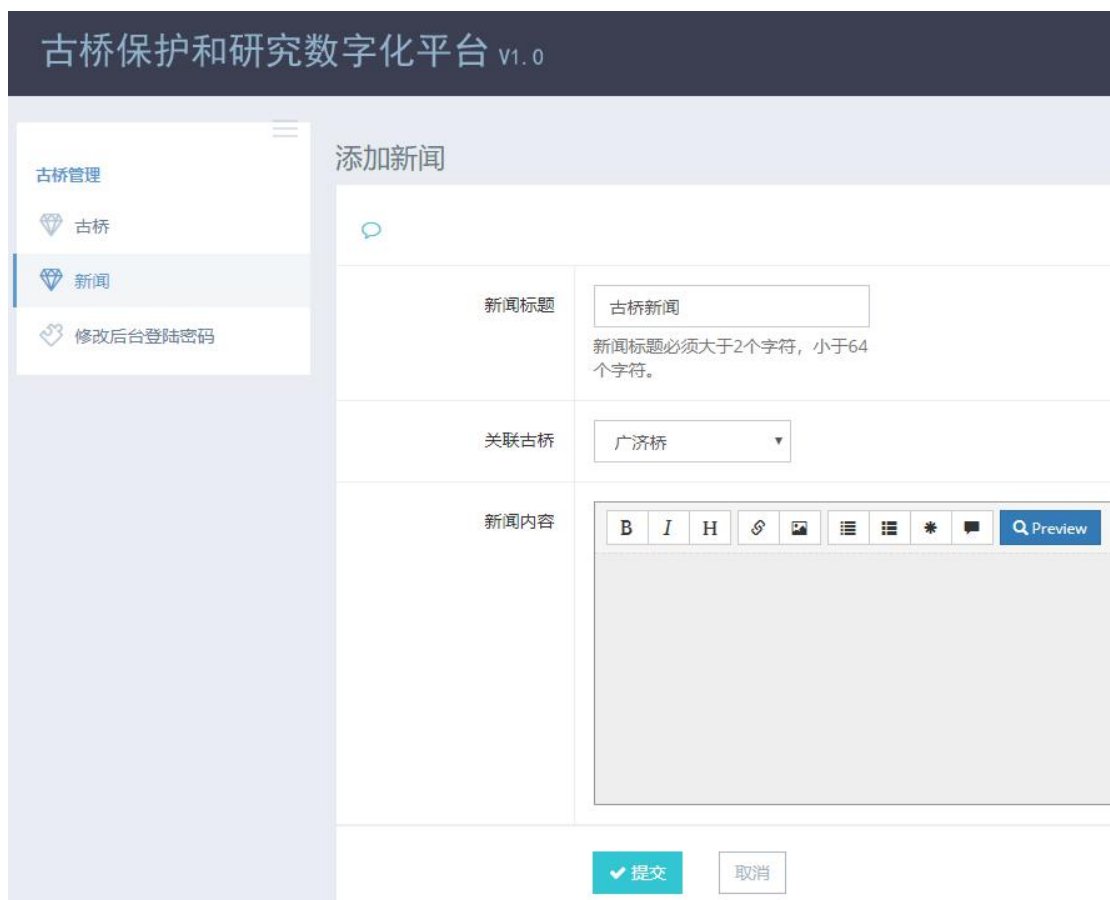 古桥保护和研究数字化平台 V1.0
古桥管理
古桥
新闻
修改后台登陆密码
添加新闻
新闻标题
古桥新闻
新闻标题必须大于2个字符，小于64
个字符。
关联古桥
广济桥
新闻内容
B I H Preview
提交 取消